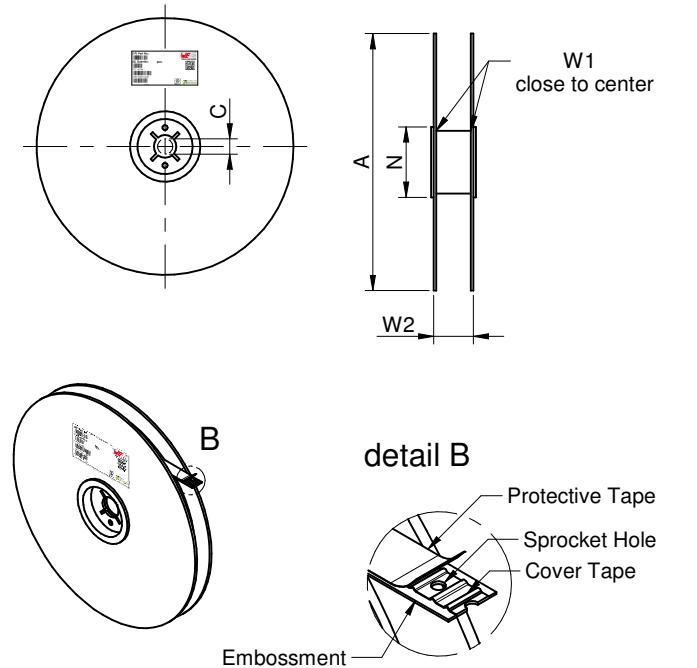 C
A
N
W1
close to center
W2
B
detail B
Protective Tape
Sprocket Hole
Cover Tape
Embossment